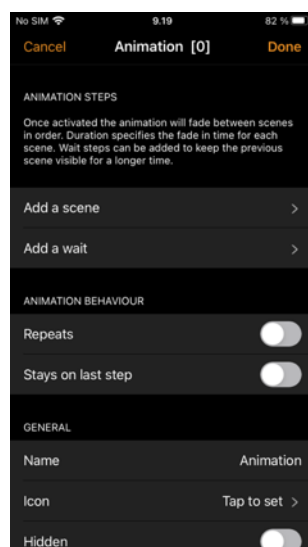 No SIM 9.19 82 %
Cancel Animation [0] Done
ANIMATION STEPS
Once activated the animation will fade between scenes
in order. Duration specifies the fade in time for each
scene. Wait steps can be added to keep the previous
scene visible for a longer time.
Add a scene >
Add a wait >
ANIMATION BEHAVIOUR
Repeats
Stays on last step
GENERAL
Name Animation
Icon Tap to set >
Hidden